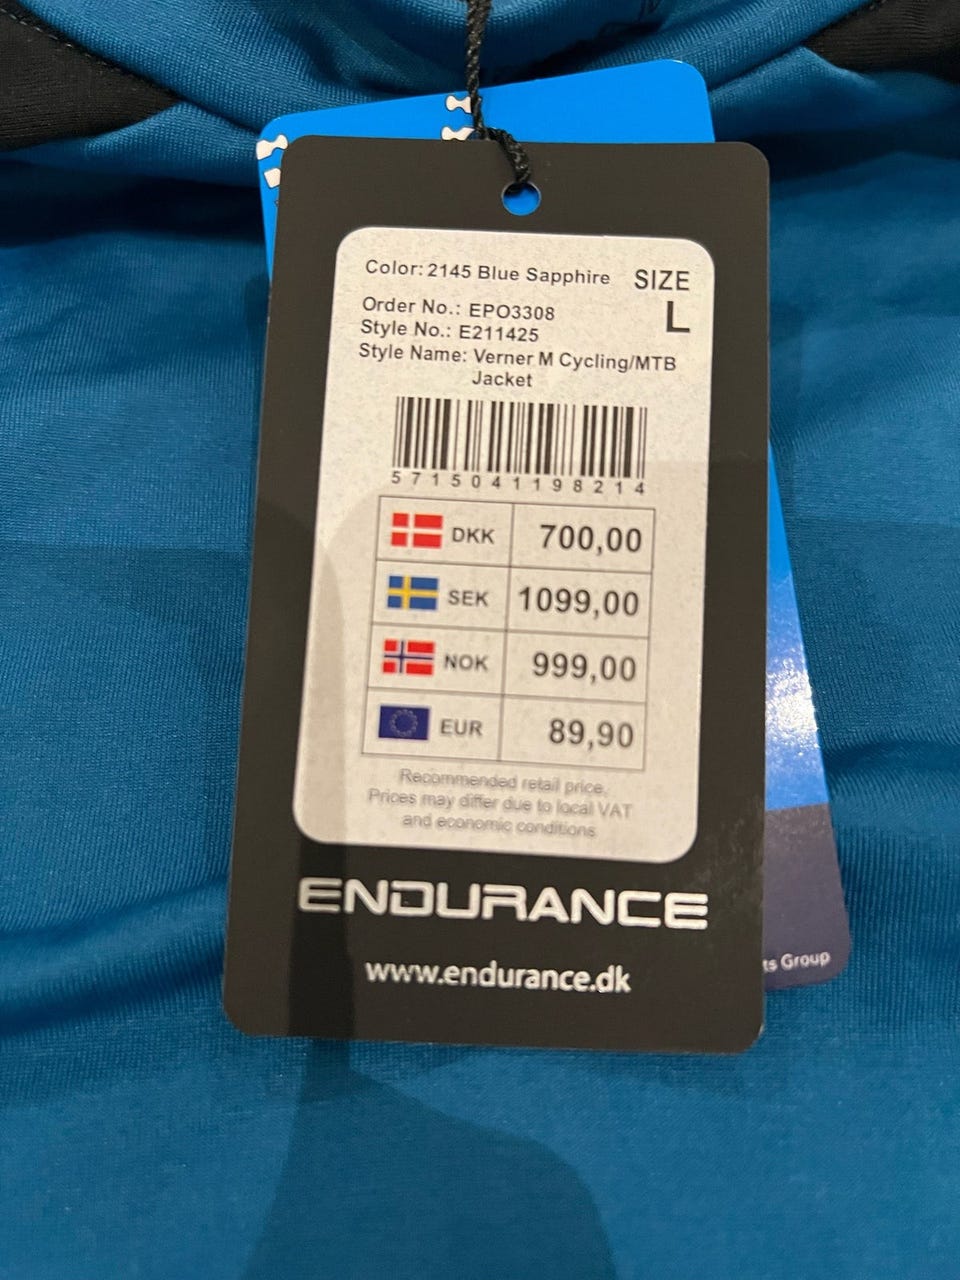 Color: 2145 Blue Sapphire
SIZE
L
Order No.: EPO3308
Style No.: E211425
Style Name: Verner M Cycling/MTB
Jacket
5715041198214
DKK 700,00
SEK 1099,00
NOK 999,00
EUR 89,90
Recommended retail price.
Prices may differ due to local VAT
and economic conditions
ENDURANCE
www.endurance.dk
ts Group